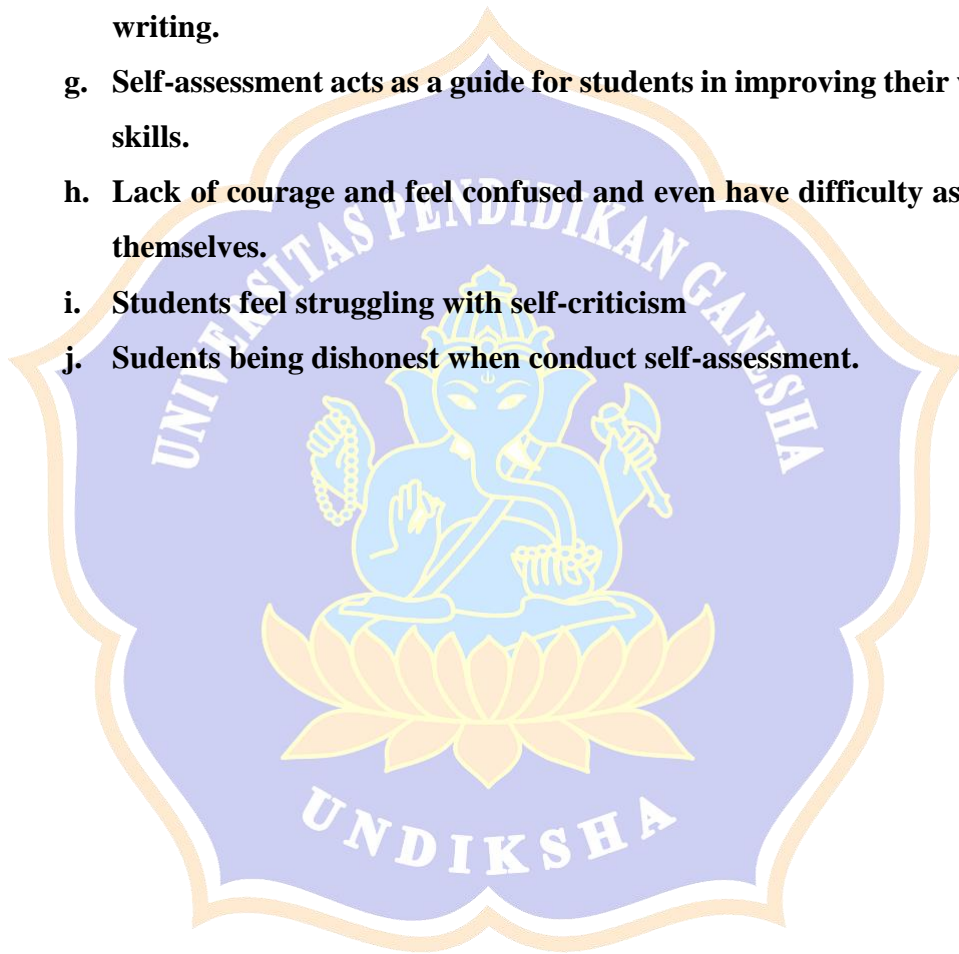 writing.
g. Self-assessment acts as a guide for students in improving their
skills.
h. Lack of courage and feel confused and even have difficulty as
themselves.
i. Students feel struggling with self-criticism
j. Sudents being dishonest when conduct self-assessment.
UNIVERSITAS PENDIDIKAN GANESHA
UNDIKSHA